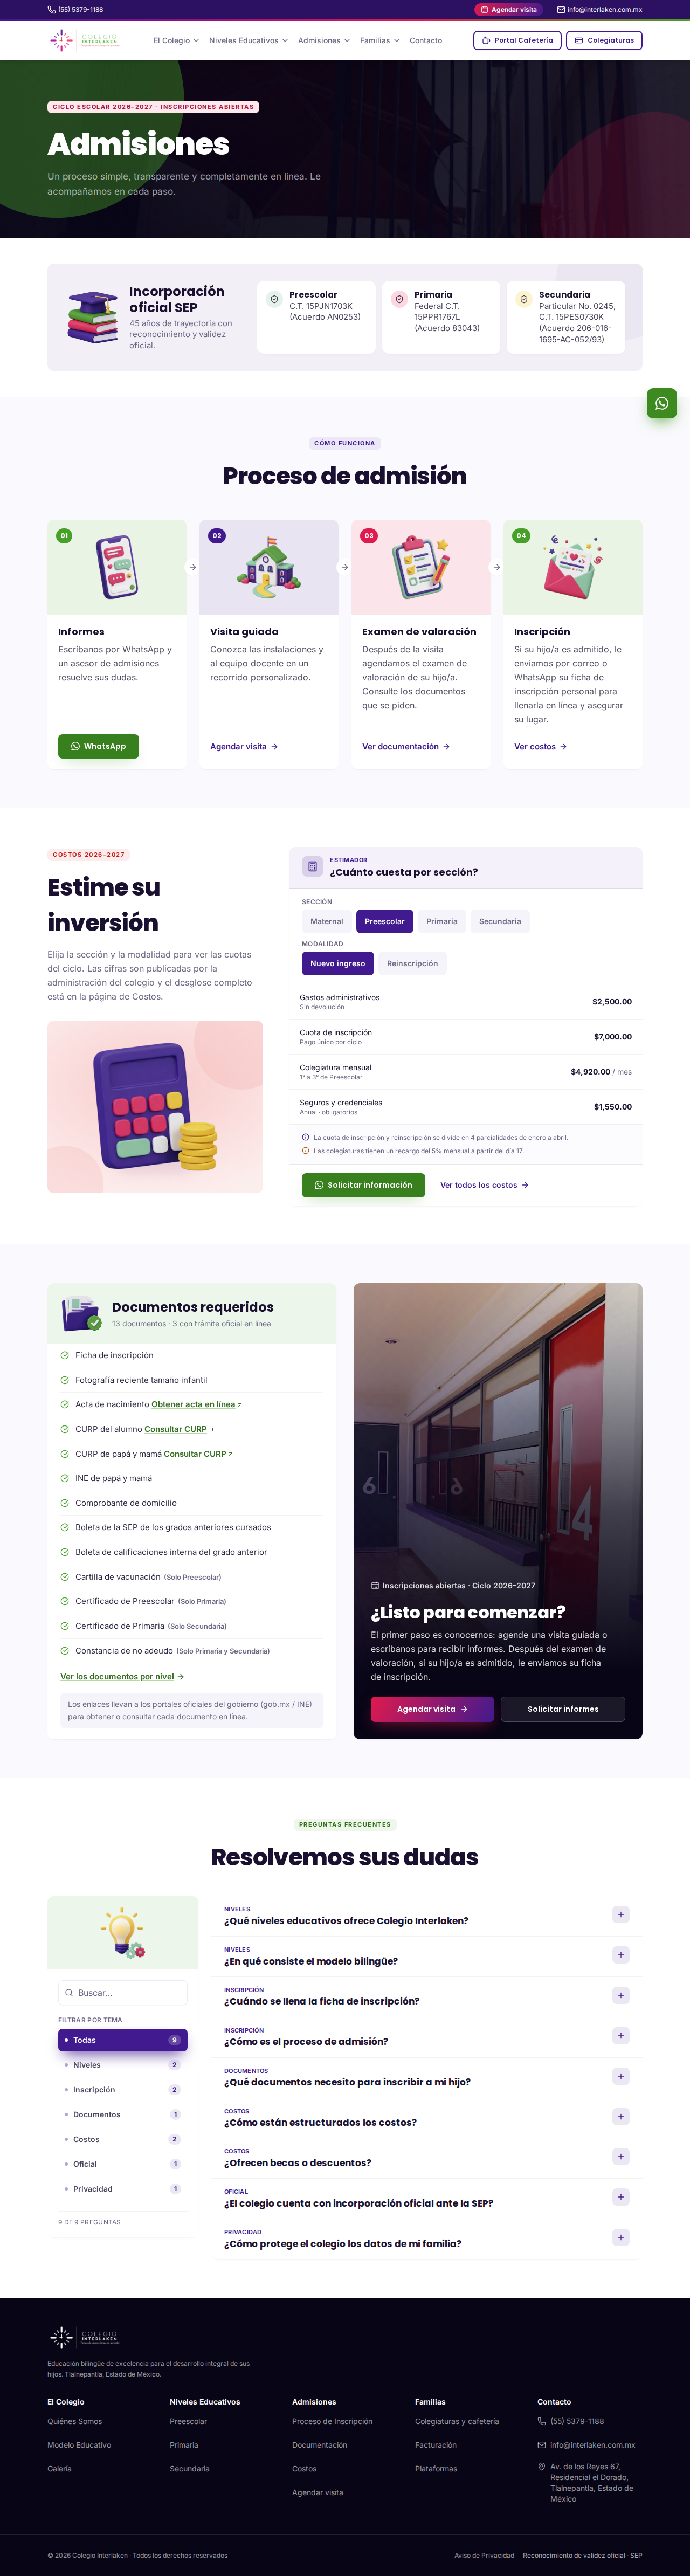 (55) 5379-1188
Agendar visita
info@interlaken.com.mx
COLEGIO
INTERLAKEN
El Colegio
Niveles Educativos
Admisiones
Familias
Contacto
Portal Cafetería
Colegiaturas
CICLO ESCOLAR 2026–2027 · INSCRIPCIONES ABIERTAS
Admisiones
Un proceso simple, transparente y completamente en línea. Le
acompañamos en cada paso.
Incorporación
oficial SEP
45 años de trayectoria con
reconocimiento y validez
oficial.
Preescolar
C.T. 15PJN1703K
(Acuerdo AN0253)
Primaria
Federal C.T.
15PPR1767L
(Acuerdo 83043)
Secundaria
Particular No. 0245,
C.T. 15PES0730K
(Acuerdo 206-016-
1695-AC-052/93)
CÓMO FUNCIONA
Proceso de admisión
01
Informes
Escríbanos por WhatsApp y
un asesor de admisiones
resuelve sus dudas.
WhatsApp
02
Visita guiada
Conozca las instalaciones y
al equipo docente en un
recorrido personalizado.
Agendar visita
03
Examen de valoración
Después de la visita
agendamos el examen de
valoración de su hijo/a.
Consulte los documentos
que se piden.
Ver documentación
04
Inscripción
Si su hijo/a es admitido, le
enviamos por correo o
WhatsApp su ficha de
inscripción personal para
llenarla en línea y asegurar
su lugar.
Ver costos
COSTOS 2026–2027
Estime su
inversión
Elija la sección y la modalidad para ver las cuotas
del ciclo. Las cifras son publicadas por la
administración del colegio y el desglose completo
está en la página de Costos.
ESTIMADOR
¿Cuánto cuesta por sección?
SECCIÓN
Maternal
Preescolar
Primaria
Secundaria
MODALIDAD
Nuevo ingreso
Reinscripción
Gastos administrativos
Sin devolución
$2,500.00
Cuota de inscripción
Pago único por ciclo
$7,000.00
Colegiatura mensual
1° a 3° de Preescolar
$4,920.00 / mes
Seguros y credenciales
Anual · obligatorios
$1,550.00
La cuota de inscripción y reinscripción se divide en 4 parcialidades de enero a abril.
Las colegiaturas tienen un recargo del 5% mensual a partir del día 17.
Solicitar información
Ver todos los costos
Documentos requeridos
13 documentos · 3 con trámite oficial en línea
Ficha de inscripción
Fotografía reciente tamaño infantil
Acta de nacimiento Obtener acta en línea
CURP del alumno Consultar CURP
CURP de papá y mamá Consultar CURP
INE de papá y mamá
Comprobante de domicilio
Boleta de la SEP de los grados anteriores cursados
Boleta de calificaciones interna del grado anterior
Cartilla de vacunación (Solo Preescolar)
Certificado de Preescolar (Solo Primaria)
Certificado de Primaria (Solo Secundaria)
Constancia de no adeudo (Solo Primaria y Secundaria)
Ver los documentos por nivel
Los enlaces llevan a los portales oficiales del gobierno (gob.mx / INE)
para obtener o consultar cada documento en línea.
6
4
Inscripciones abiertas · Ciclo 2026–2027
¿Listo para comenzar?
El primer paso es conocernos: agende una visita guiada o
escríbanos para recibir informes. Después del examen de
valoración, si su hijo/a es admitido, le enviamos su ficha
de inscripción.
Agendar visita
Solicitar informes
PREGUNTAS FRECUENTES
Resolvemos sus dudas
Buscar...
FILTRAR POR TEMA
Todas 9
Niveles 2
Inscripción 2
Documentos 1
Costos 2
Oficial 1
Privacidad 1
9 DE 9 PREGUNTAS
NIVELES
¿Qué niveles educativos ofrece Colegio Interlaken?
NIVELES
¿En qué consiste el modelo bilingüe?
INSCRIPCIÓN
¿Cuándo se llena la ficha de inscripción?
INSCRIPCIÓN
¿Cómo es el proceso de admisión?
DOCUMENTOS
¿Qué documentos necesito para inscribir a mi hijo?
COSTOS
¿Cómo están estructurados los costos?
COSTOS
¿Ofrecen becas o descuentos?
OFICIAL
¿El colegio cuenta con incorporación oficial ante la SEP?
PRIVACIDAD
¿Cómo protege el colegio los datos de mi familia?
COLEGIO
INTERLAKEN
Educación bilingüe de excelencia para el desarrollo integral de sus
hijos. Tlalnepantla, Estado de México.
El Colegio
Quiénes Somos
Modelo Educativo
Galería
Niveles Educativos
Preescolar
Primaria
Secundaria
Admisiones
Proceso de Inscripción
Documentación
Costos
Agendar visita
Familias
Colegiaturas y cafetería
Facturación
Plataformas
Contacto
(55) 5379-1188
info@interlaken.com.mx
Av. de los Reyes 67,
Residencial el Dorado,
Tlalnepantla, Estado de
México
© 2026 Colegio Interlaken · Todos los derechos reservados
Aviso de Privacidad
Reconocimiento de validez oficial · SEP